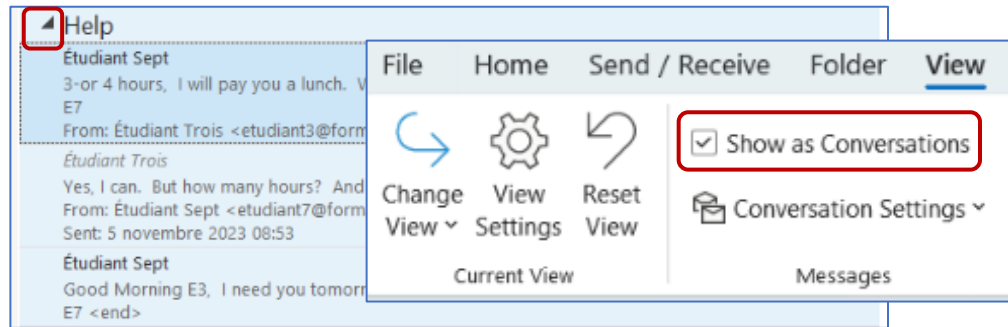 Help
Étudiant Sept
3-or 4 hours, I will pay you a lunch.
E7
From: Étudiant Trois <etudiant3@form
Étudiant Trois
Yes, I can. But how many hours? And
From: Étudiant Sept <etudiant7@form
Sent: 5 novembre 2023 08:53
Étudiant Sept
Good Morning E3, I need you tomorr
E7 <end>
File Home Send / Receive Folder View
Change View
View Settings
Reset View
Current View
Show as Conversations
Conversation Settings
Messages